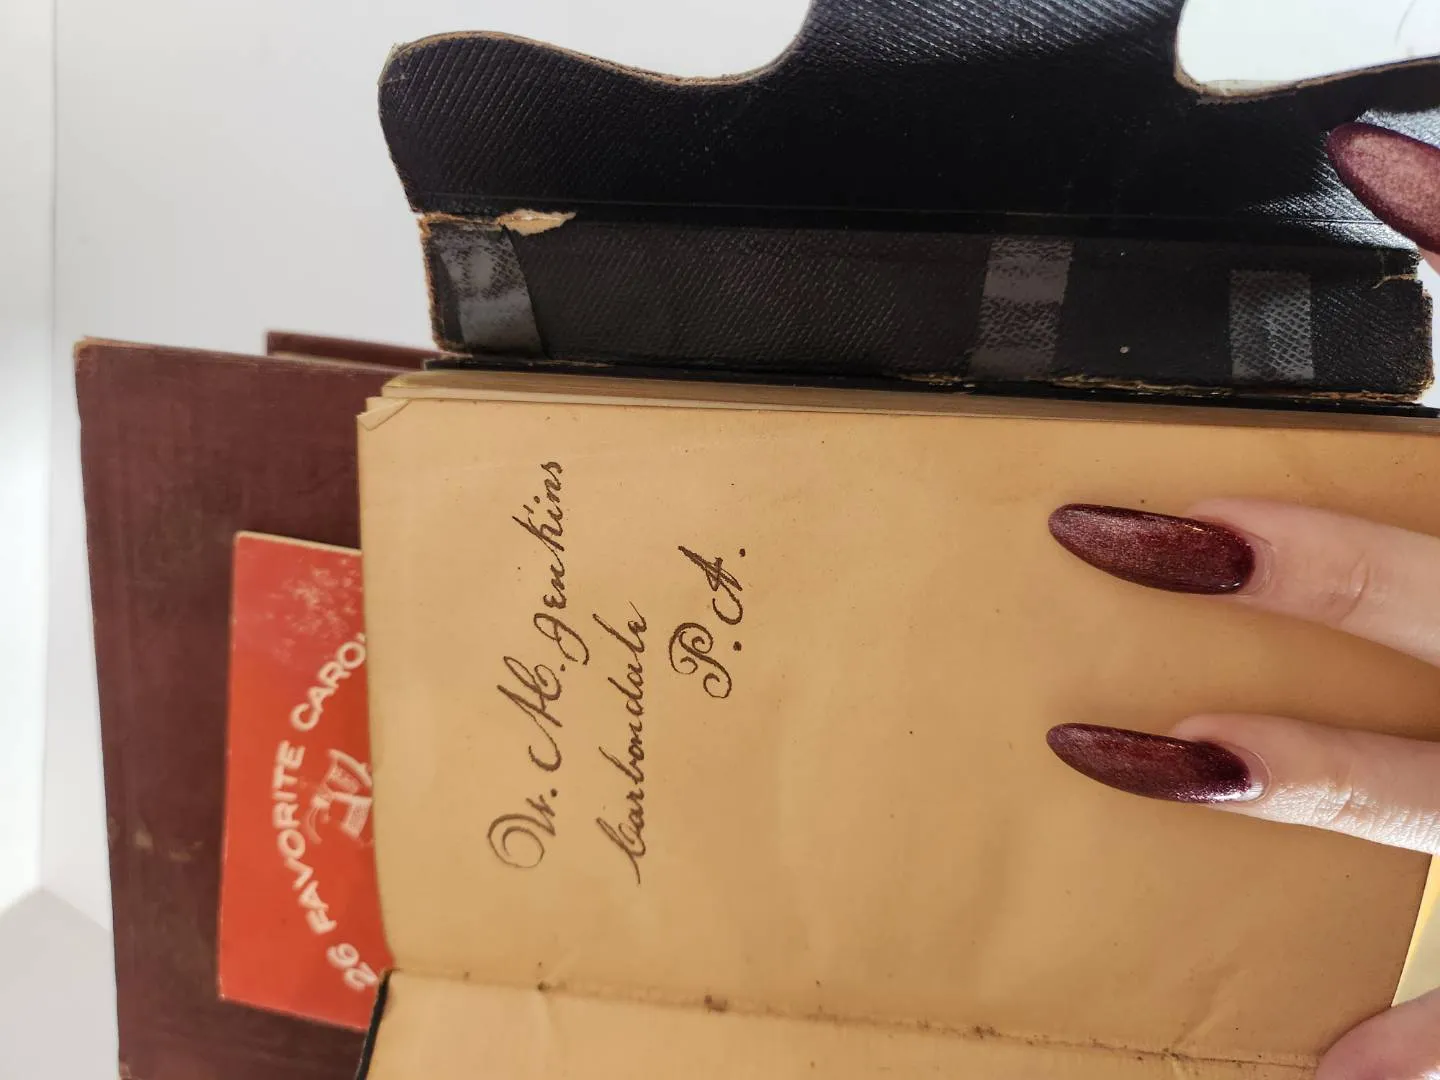 W. M. Jenkins
Carbondale
P.A.
26 FAVORITE CARO